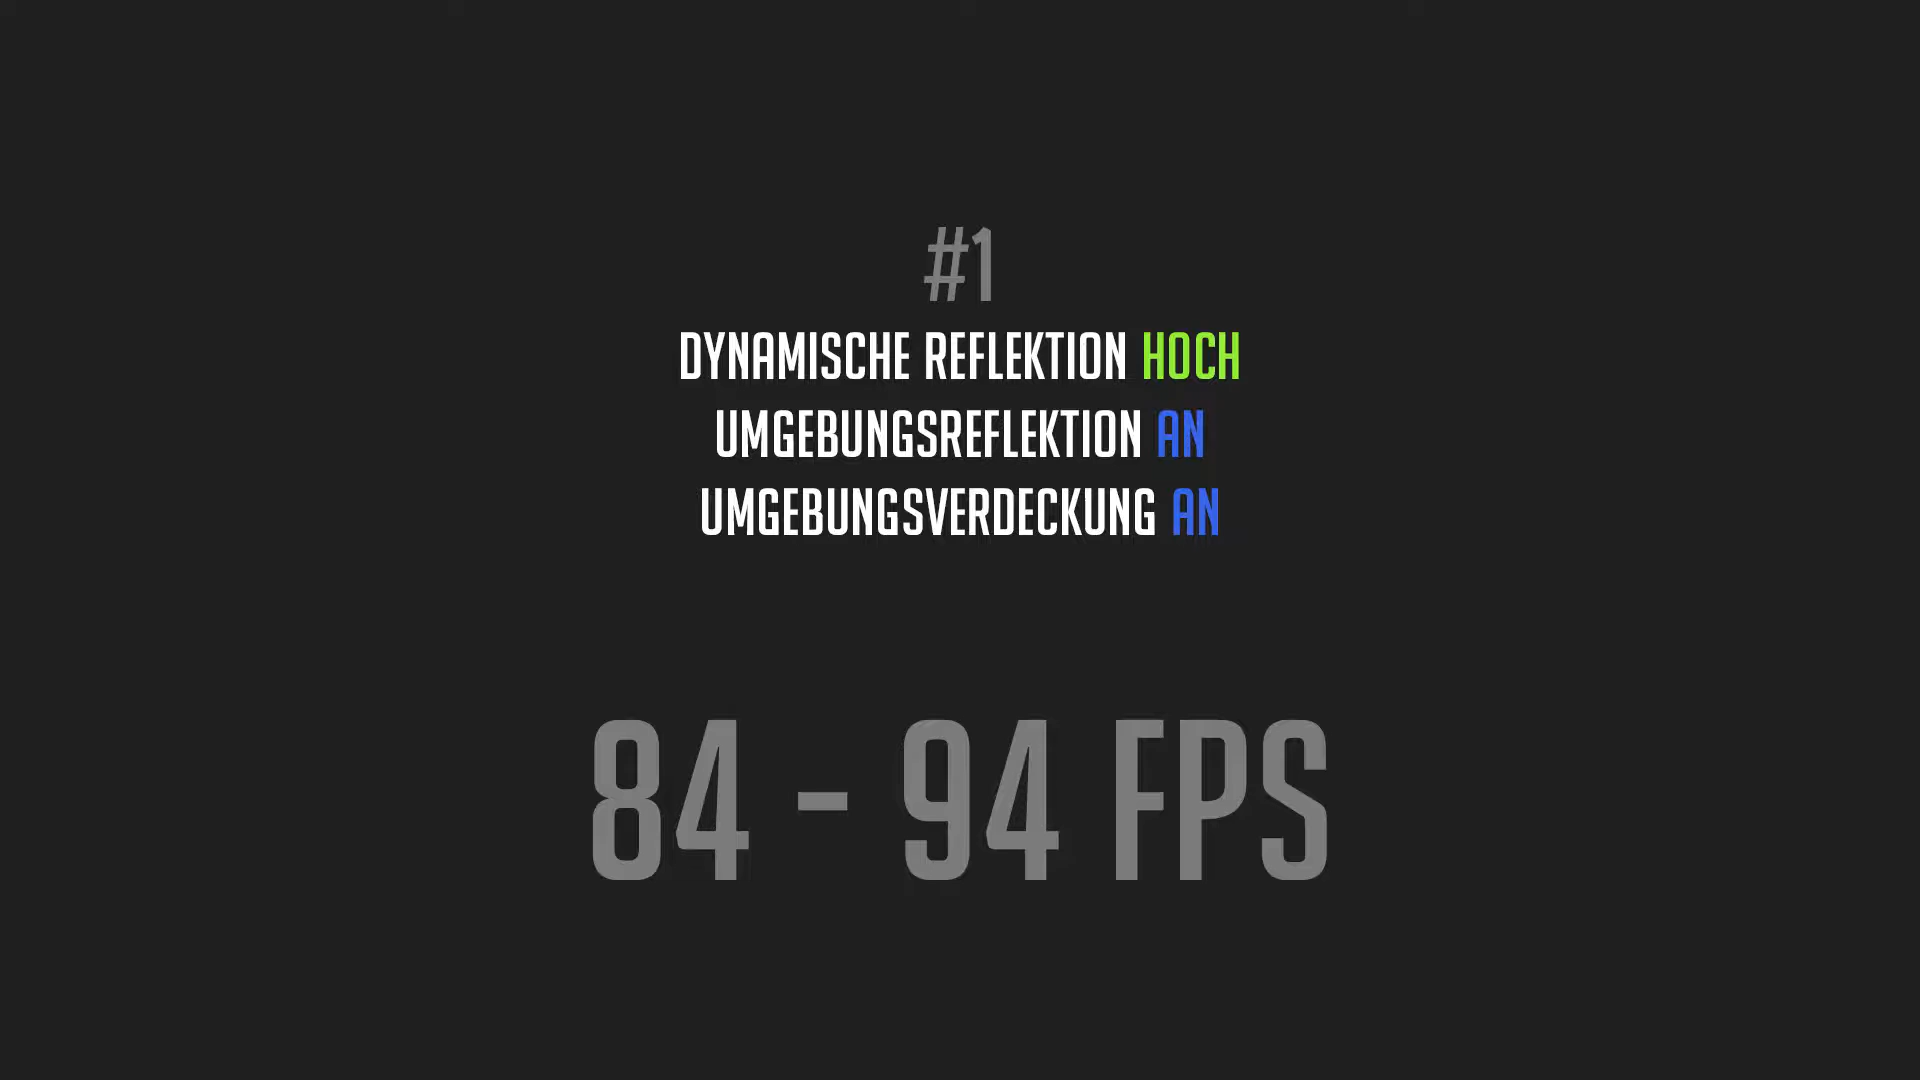 #1
DYNAMISCHE REFLEKTION HOCH
UMGEBUNGSREFLEKTION AN
UMGEBUNGSVERDECKUNG AN
84 - 94 FPS